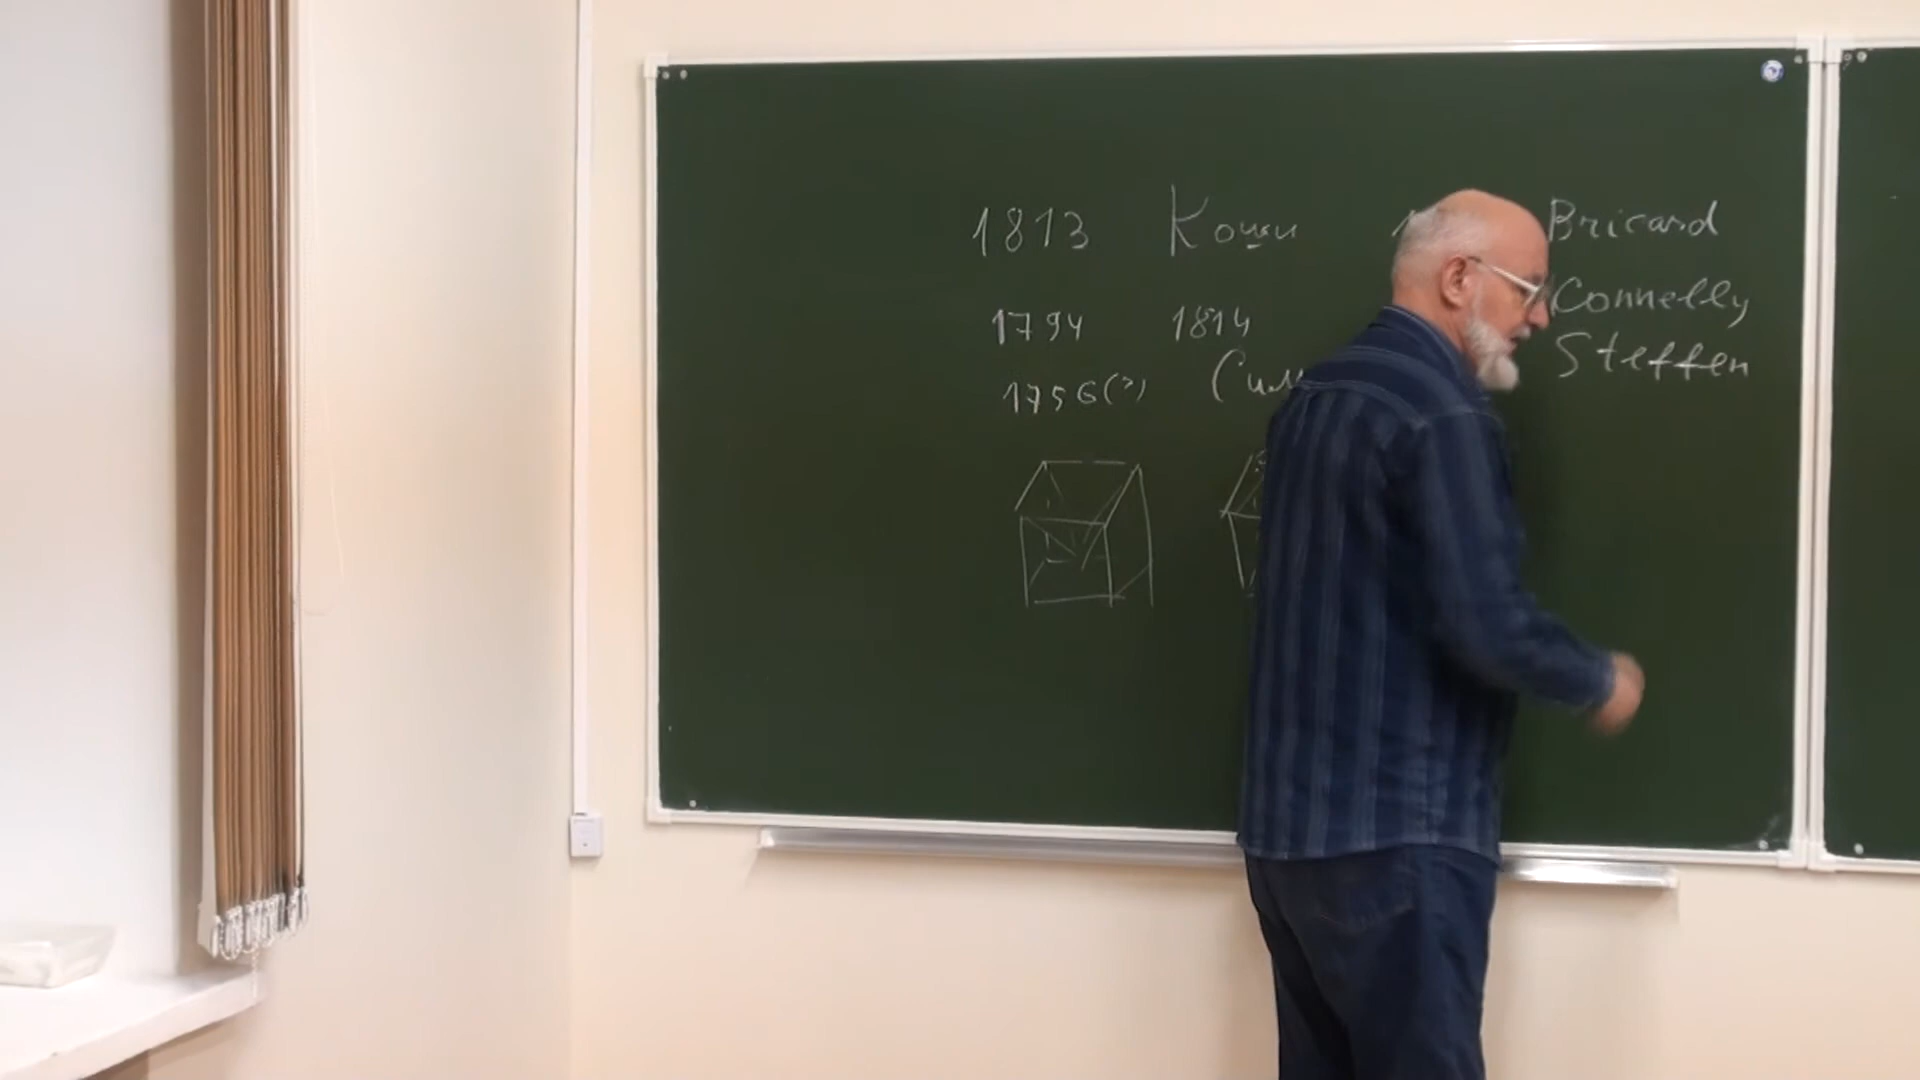 1813 Коши Bricard
Connelly
1794 1814
Steffen
1756(?)